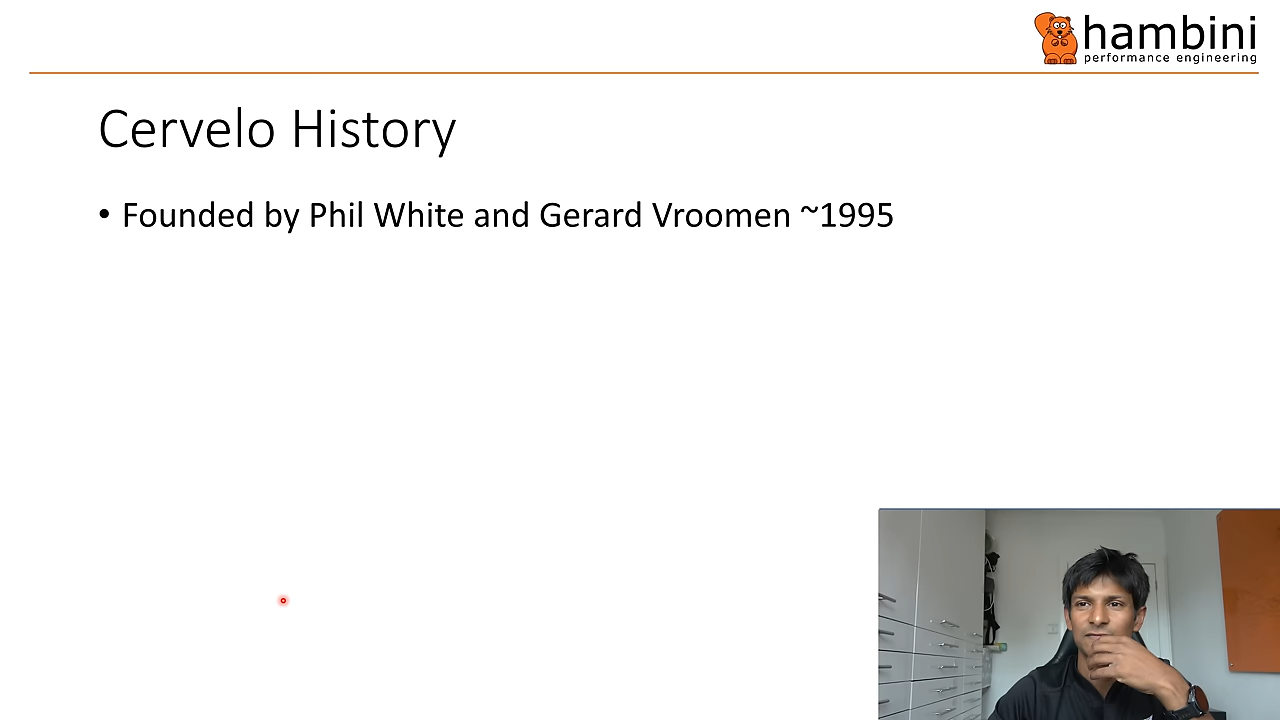 hambini
performance engineering
Cervelo History
• Founded by Phil White and Gerard Vroomen ~1995